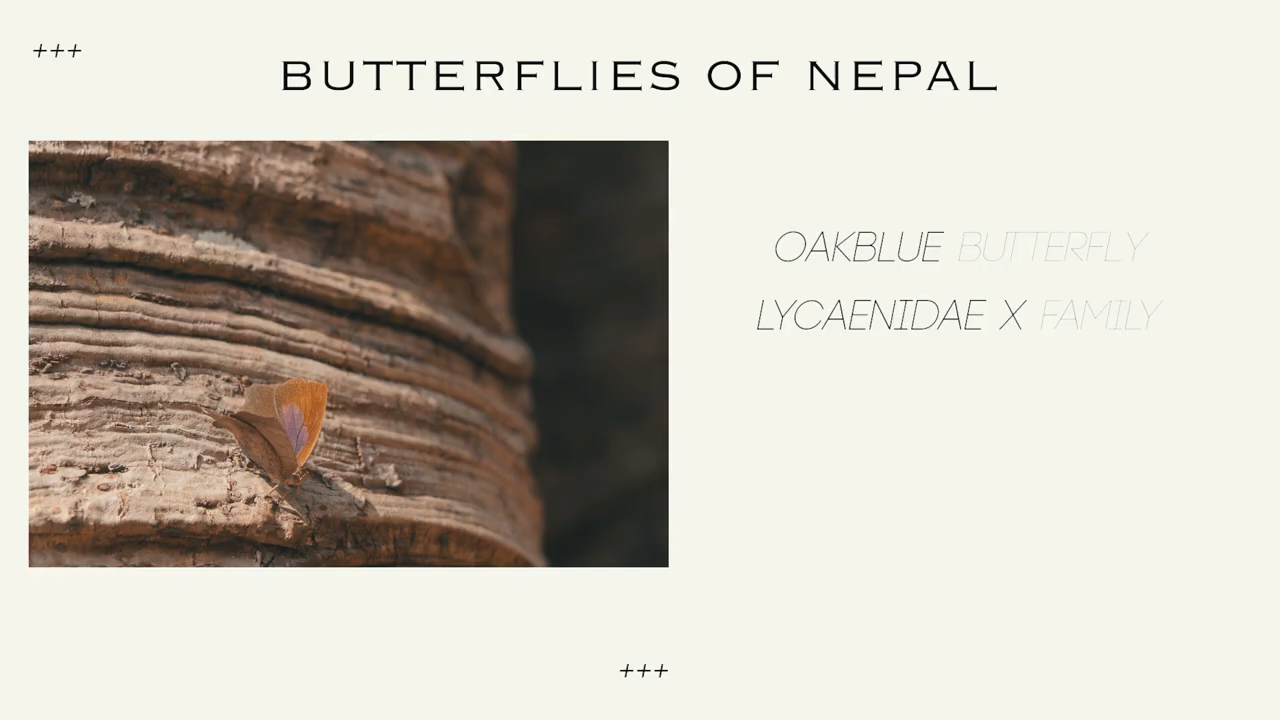 +++
BUTTERFLIES OF NEPAL
OAKBLUE BUTTERFLY
LYCAENIDAE X FAMILY
+++